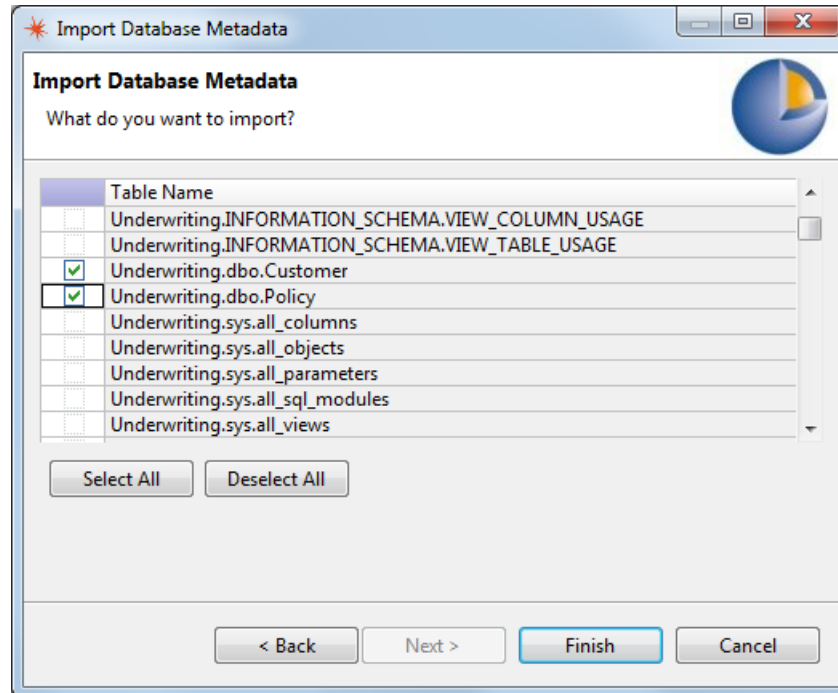 Import Database Metadata
Import Database Metadata
What do you want to import?
Table Name
Underwriting.INFORMATION_SCHEMA.VIEW_COLUMN_USAGE
Underwriting.INFORMATION_SCHEMA.VIEW_TABLE_USAGE
Underwriting.dbo.Customer
Underwriting.dbo.Policy
Underwriting.sys.all_columns
Underwriting.sys.all_objects
Underwriting.sys.all_parameters
Underwriting.sys.all_sql_modules
Underwriting.sys.all_views
Select All Deselect All
< Back Next > Finish Cancel